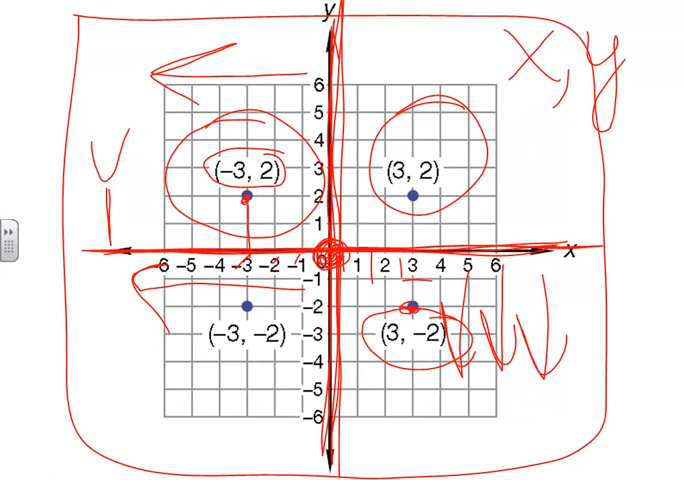 y
x, y
6
5
4
(−3, 2) 3 (3, 2)
2
1
6 −5 −4 −3 −2 −1 0 1 2 3 4 5 6 x
−1
−2
(−3, −2) −3 (3, −2)
−4
−5
−6